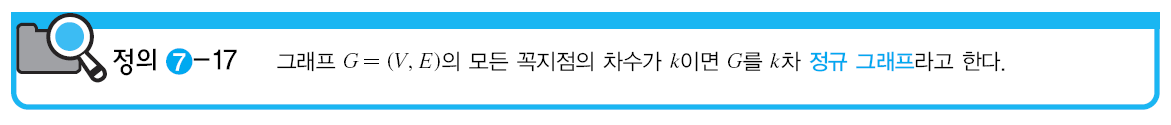 정의 7-17 그래프 G = (V, E)의 모든 꼭지점의 차수가 k이면 G를 k차 정규 그래프라고 한다.